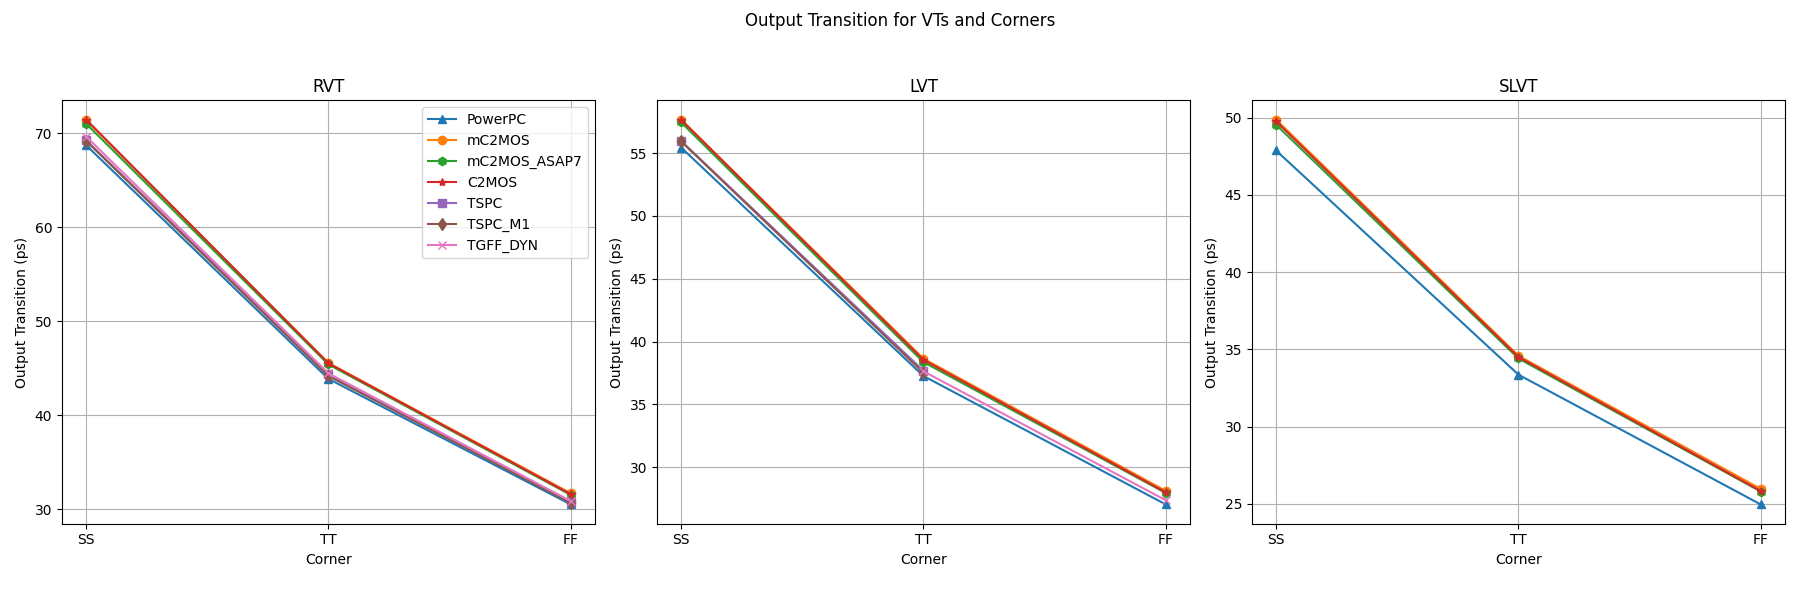 Output Transition for VTs and Corners
RVT
Output Transition (ps)
70
60
50
40
30
PowerPC
mC2MOS
mC2MOS_ASAP7
C2MOS
TSPC
TSPC_M1
TGFF_DYN
SS
TT
FF
Corner
LVT
Output Transition (ps)
55
50
45
40
35
30
SS
TT
FF
Corner
SLVT
Output Transition (ps)
50
45
40
35
30
25
SS
TT
FF
Corner